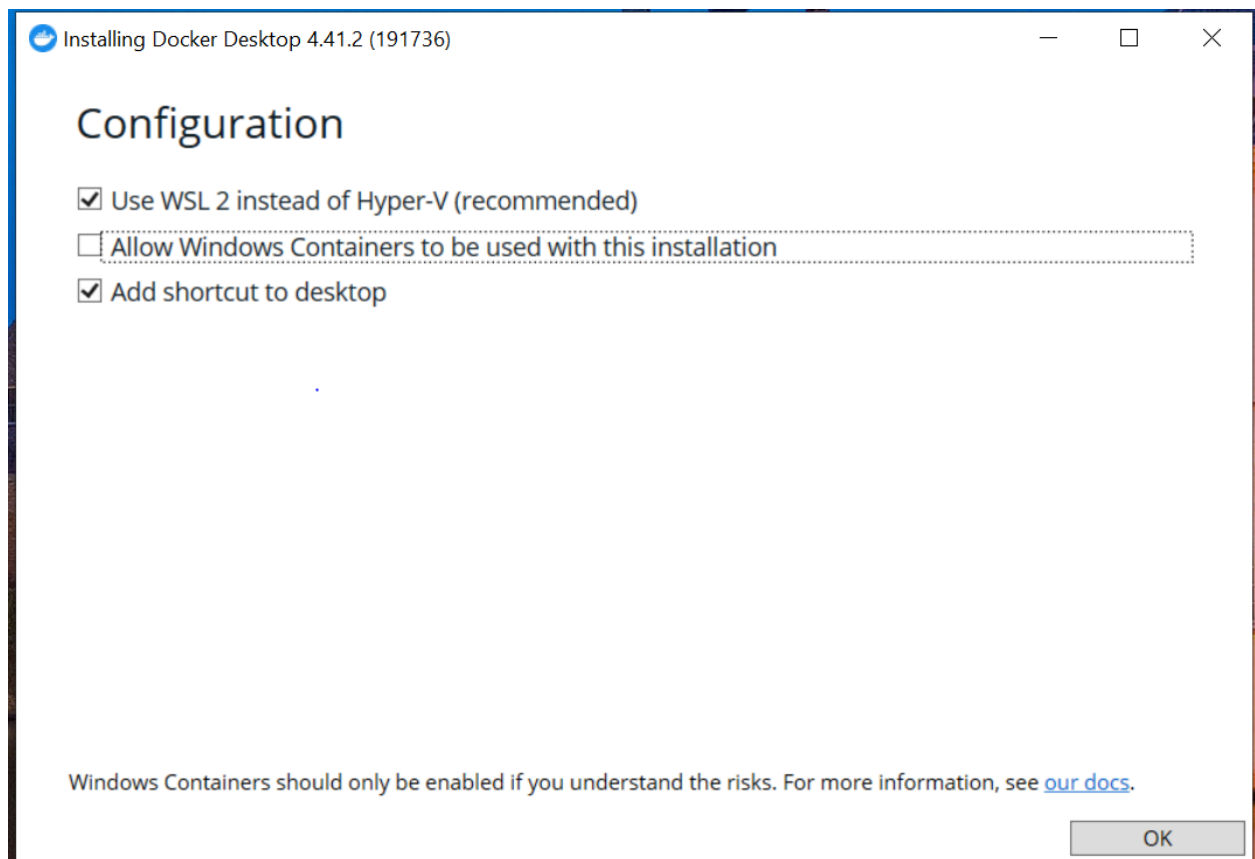 Installing Docker Desktop 4.41.2 (191736)
Configuration
Use WSL 2 instead of Hyper-V (recommended)
Allow Windows Containers to be used with this installation
Add shortcut to desktop
Windows Containers should only be enabled if you understand the risks. For more information, see our docs.
OK